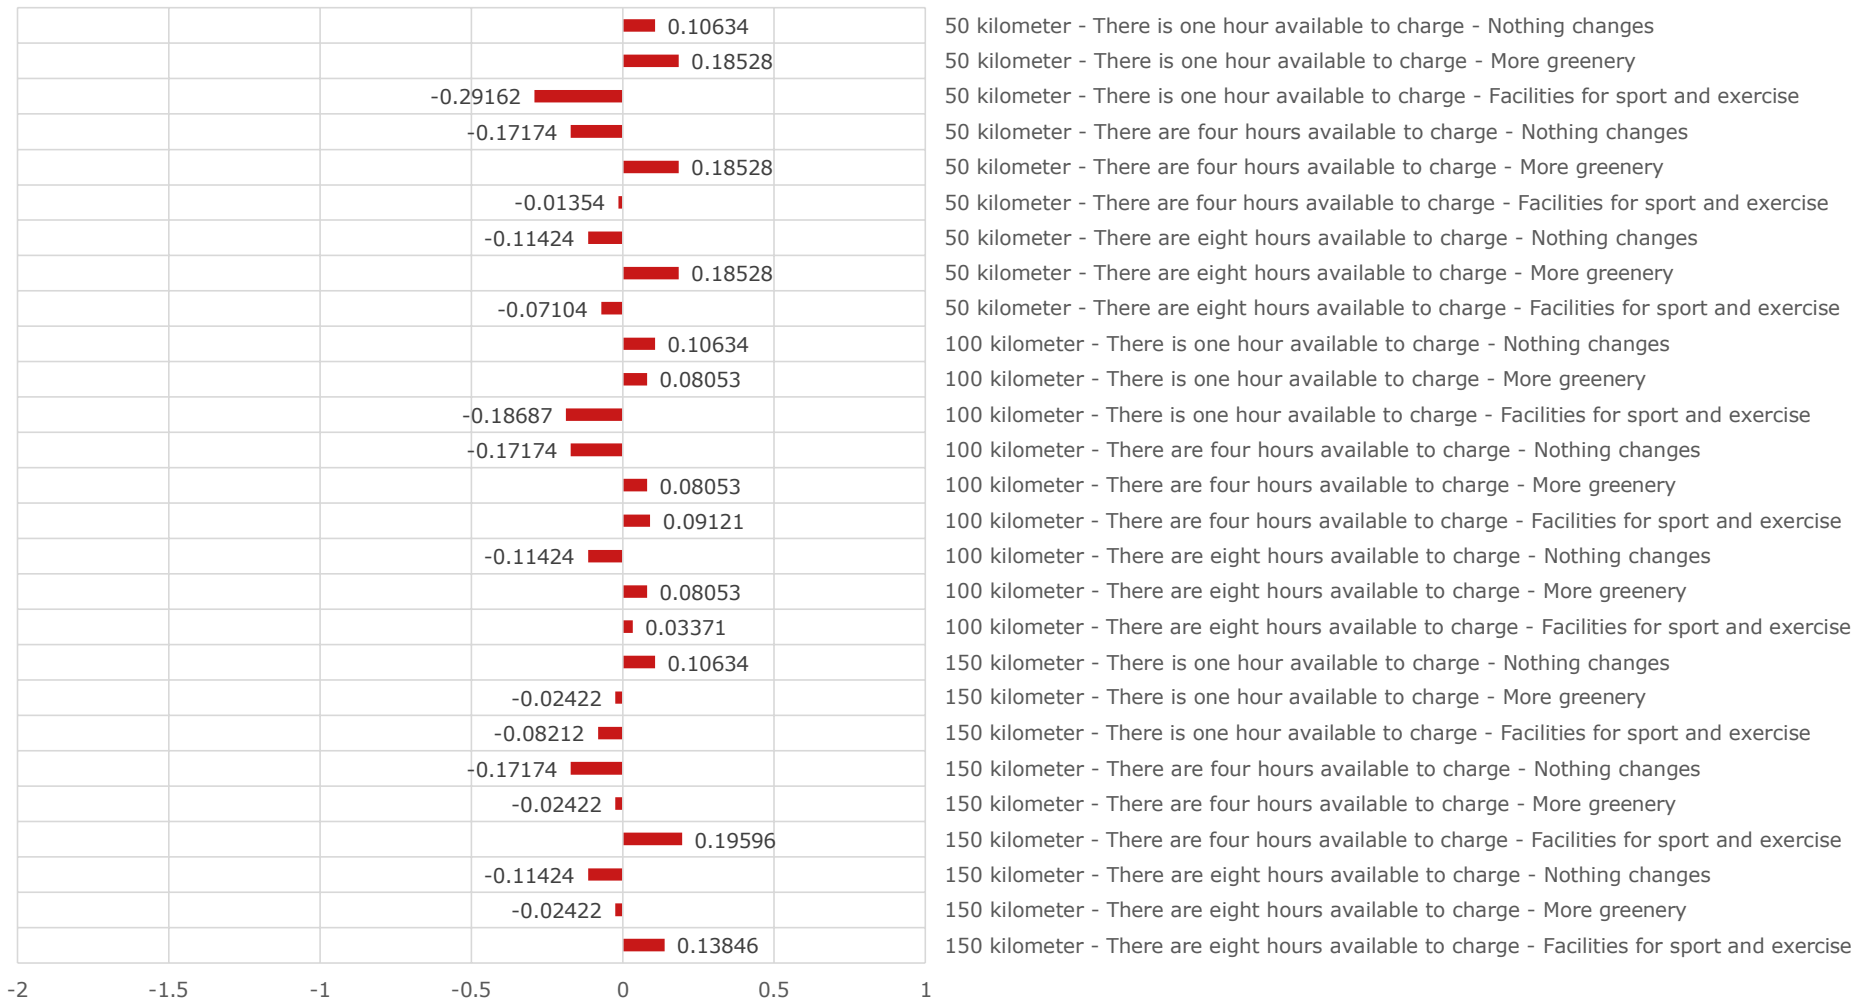 0.10634 50 kilometer - There is one hour available to charge - Nothing changes
0.18528 50 kilometer - There is one hour available to charge - More greenery
-0.29162 50 kilometer - There is one hour available to charge - Facilities for sport and exercise
-0.17174 50 kilometer - There are four hours available to charge - Nothing changes
0.18528 50 kilometer - There are four hours available to charge - More greenery
-0.01354 50 kilometer - There are four hours available to charge - Facilities for sport and exercise
-0.11424 50 kilometer - There are eight hours available to charge - Nothing changes
0.18528 50 kilometer - There are eight hours available to charge - More greenery
-0.07104 50 kilometer - There are eight hours available to charge - Facilities for sport and exercise
0.10634 100 kilometer - There is one hour available to charge - Nothing changes
0.08053 100 kilometer - There is one hour available to charge - More greenery
-0.18687 100 kilometer - There is one hour available to charge - Facilities for sport and exercise
-0.17174 100 kilometer - There are four hours available to charge - Nothing changes
0.08053 100 kilometer - There are four hours available to charge - More greenery
0.09121 100 kilometer - There are four hours available to charge - Facilities for sport and exercise
-0.11424 100 kilometer - There are eight hours available to charge - Nothing changes
0.08053 100 kilometer - There are eight hours available to charge - More greenery
0.03371 100 kilometer - There are eight hours available to charge - Facilities for sport and exercise
0.10634 150 kilometer - There is one hour available to charge - Nothing changes
-0.02422 150 kilometer - There is one hour available to charge - More greenery
-0.08212 150 kilometer - There is one hour available to charge - Facilities for sport and exercise
-0.17174 150 kilometer - There are four hours available to charge - Nothing changes
-0.02422 150 kilometer - There are four hours available to charge - More greenery
0.19596 150 kilometer - There are four hours available to charge - Facilities for sport and exercise
-0.11424 150 kilometer - There are eight hours available to charge - Nothing changes
-0.02422 150 kilometer - There are eight hours available to charge - More greenery
0.13846 150 kilometer - There are eight hours available to charge - Facilities for sport and exercise
-2 -1.5 -1 -0.5 0 0.5 1